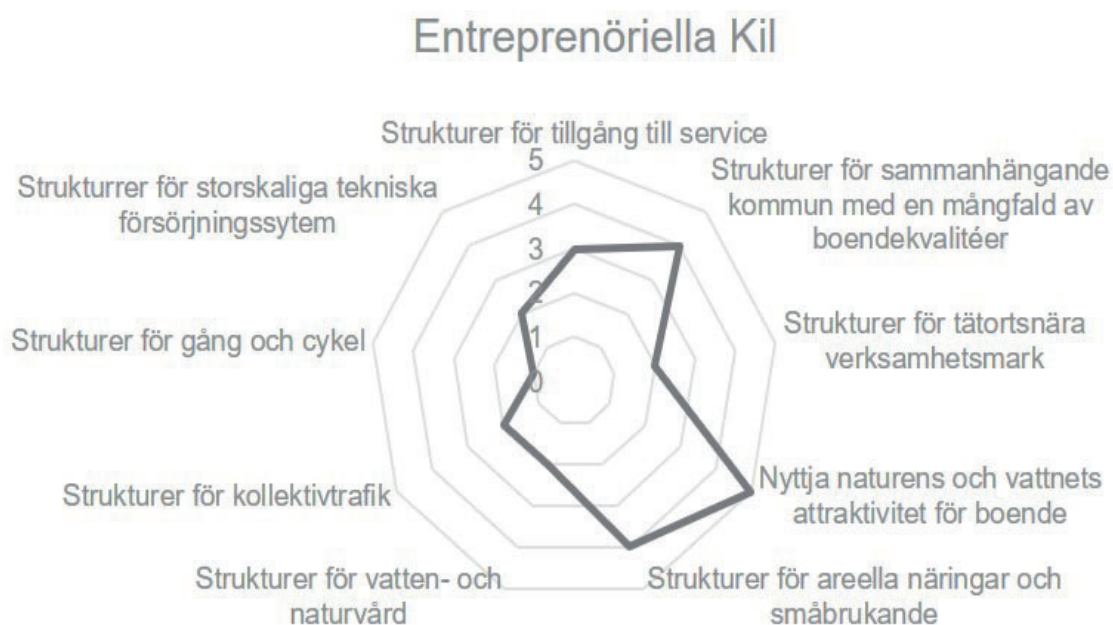 Entreprenöriella Kil
Strukturer för tillgång till service
Strukturer för sammanhängande
kommun med en mångfald av
boendekvalitéer
Strukturer för tätortsnära
verksamhetsmark
Nyttja naturens och vattnets
attraktivitet för boende
Strukturer för areella näringar och
småbrukande
Strukturer för vatten- och
naturvård
Strukturer för kollektivtrafik
Strukturer för gång och cykel
Strukturrer för storskaliga tekniska
försörjningssytem
5
4
3
2
1
0